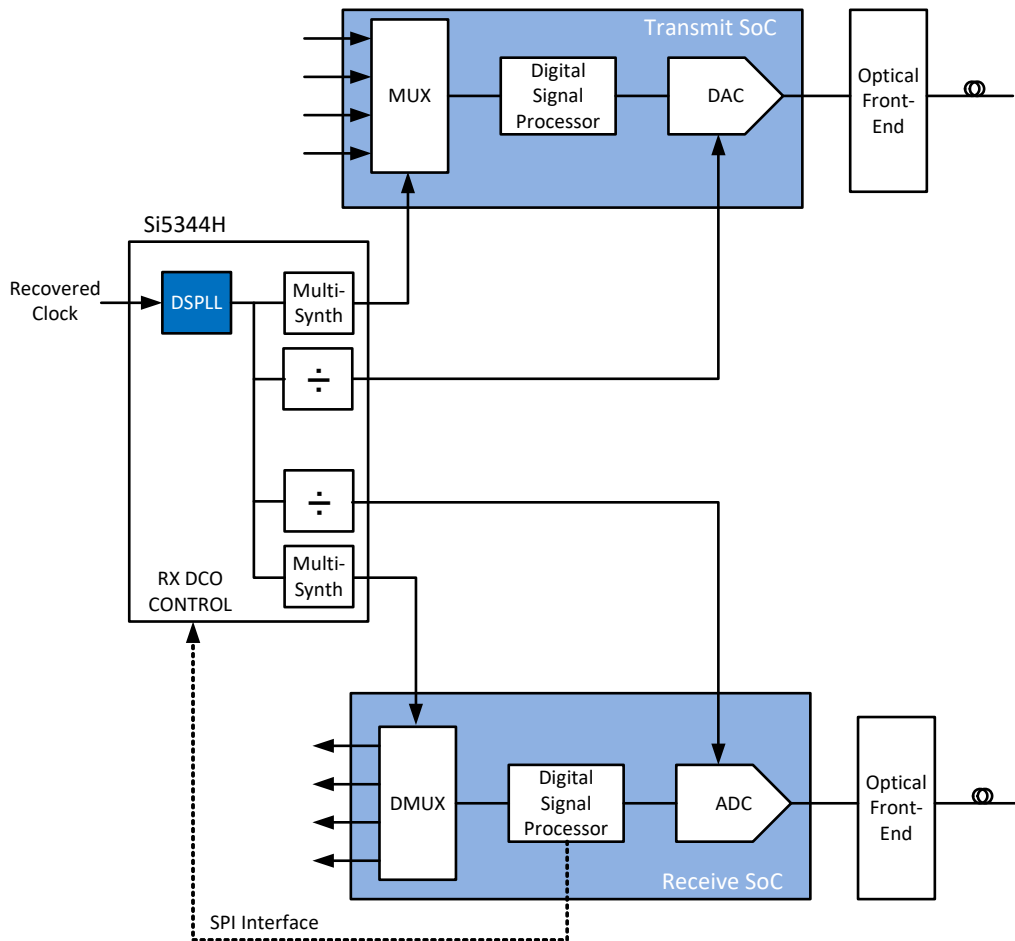 Transmit SoC
MUX
Digital
Signal
Processor
DAC
Optical
Front-
End
Si5344H
Recovered
Clock
DSPLL
Multi-
Synth
÷
÷
Multi-
Synth
RX DCO
CONTROL
DMUX
Digital
Signal
Processor
ADC
Optical
Front-
End
Receive SoC
SPI Interface